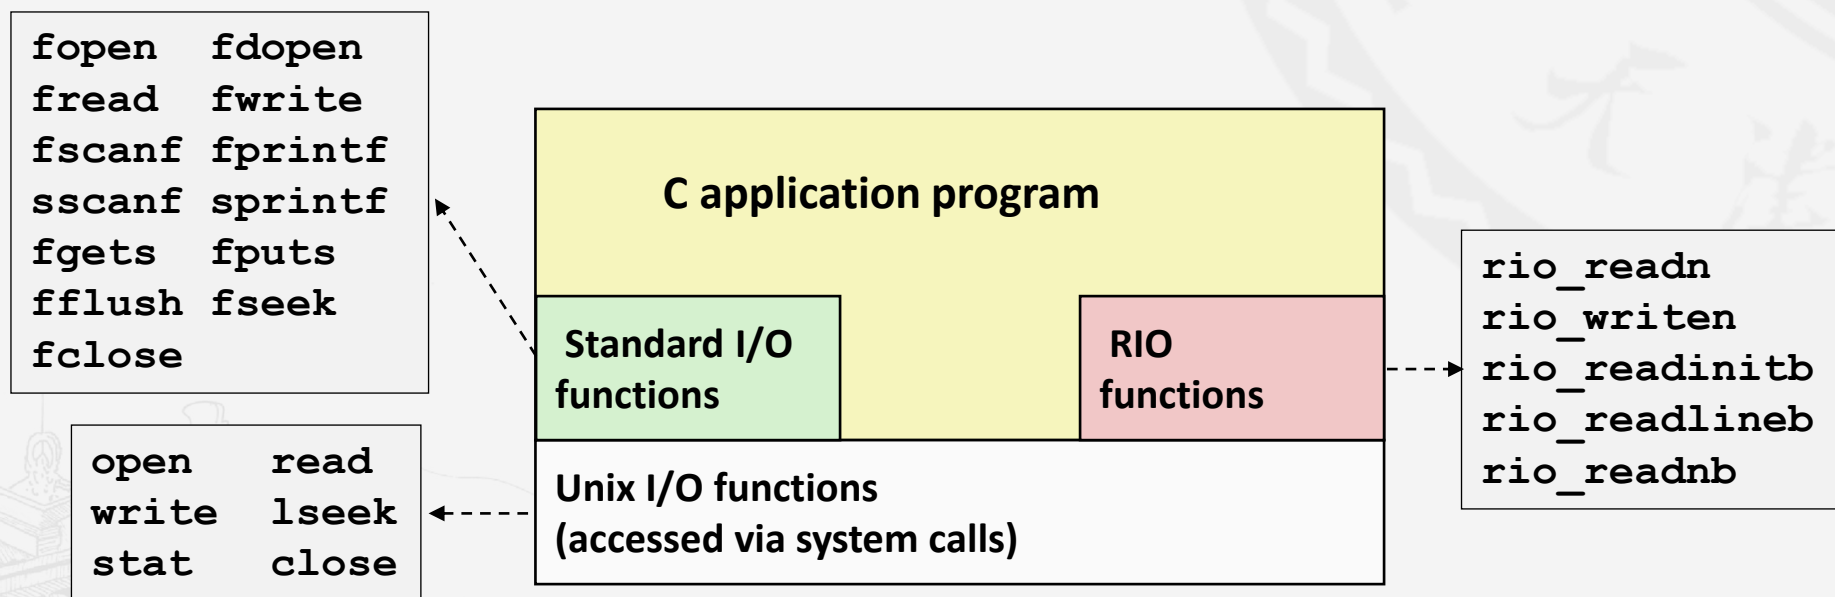 fopen fdopen
fread fwrite
fscanf fprintf
sscanf sprintf
fgets fputs
fflush fseek
fclose
C application program
Standard I/O
functions
RIO
functions
rio_readn
rio_writen
rio_readinitb
rio_readlineb
rio_readnb
open read
write lseek
stat close
Unix I/O functions
(accessed via system calls)